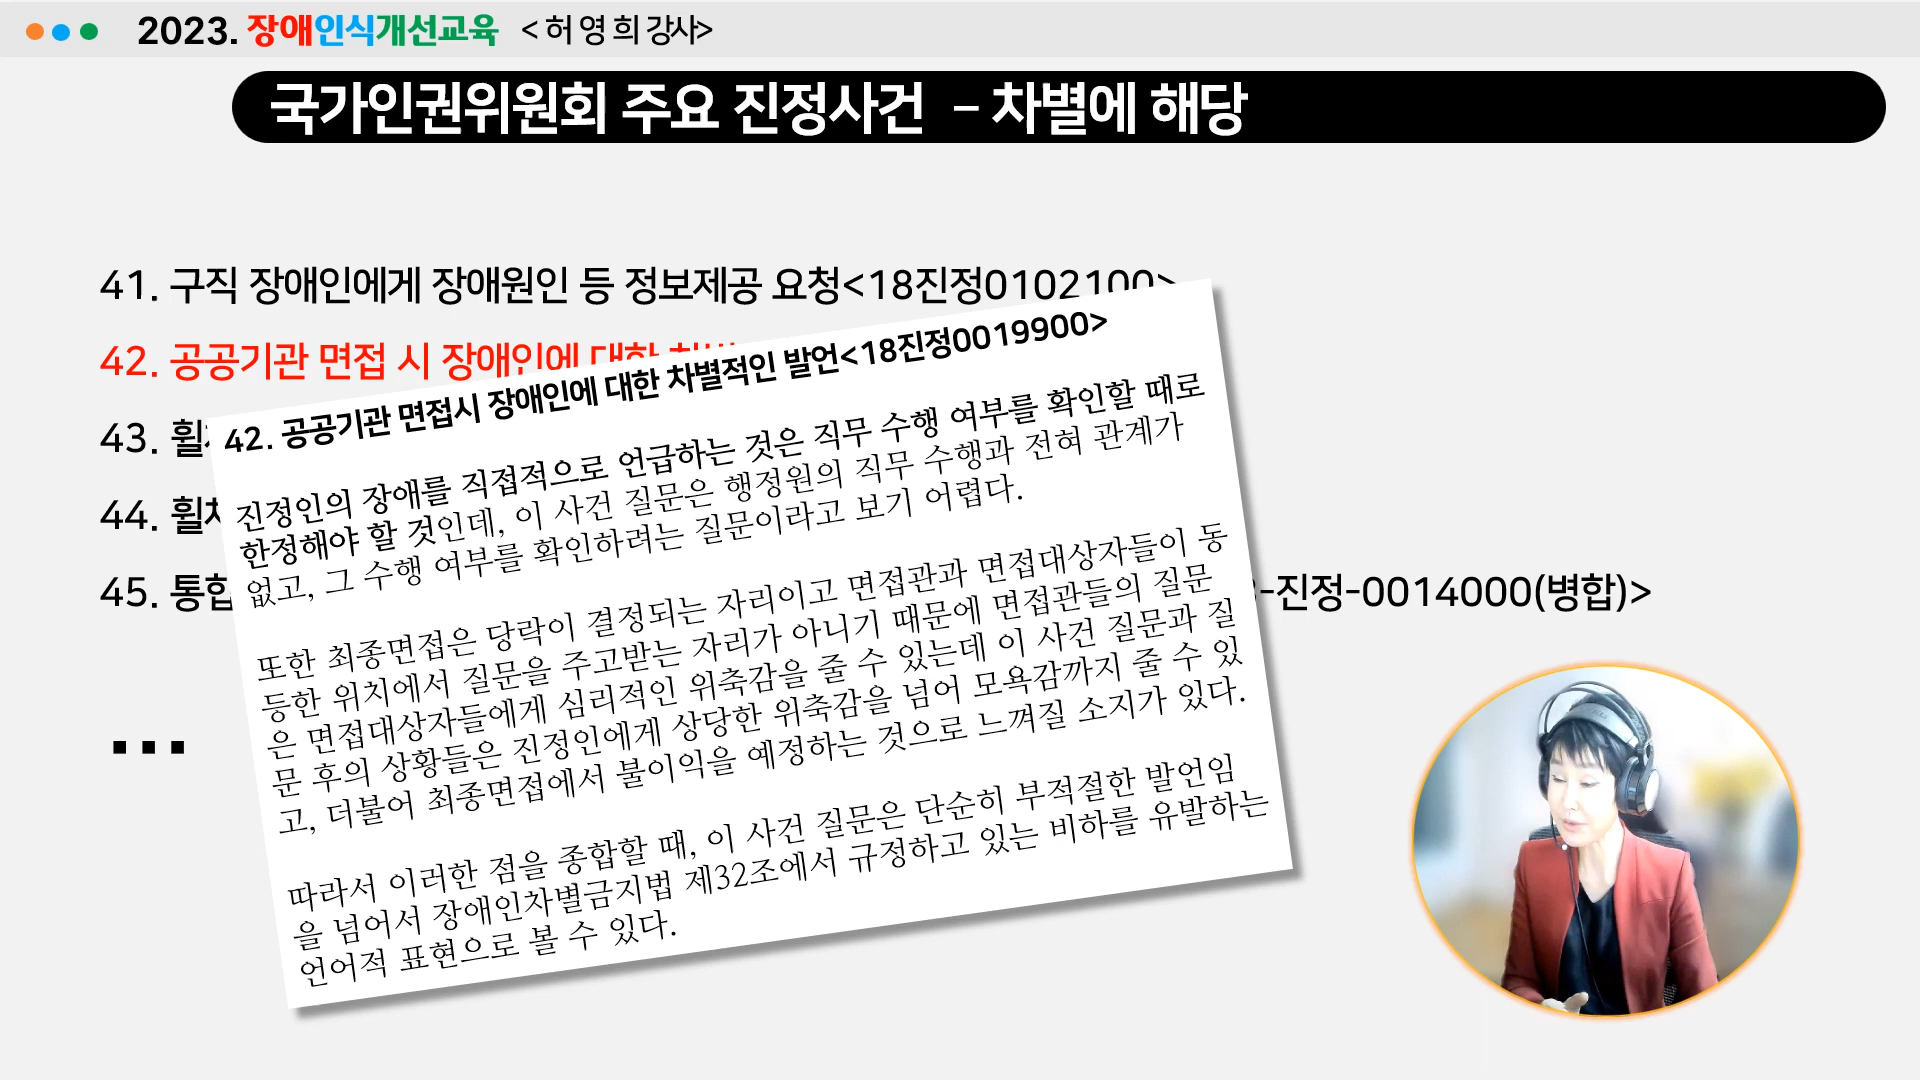 2023. 장애인식개선교육 <허영희 강사>
국가인권위원회 주요 진정사건 – 차별에 해당
41. 구직 장애인에게 장애원인 등 정보제공 요청<18진정0102100>
42. 공공기관 면접 시 장애인에 대한
43. 휠
44. 휠체
45. 통합
-진정-0014000(병합)>
...
42. 공공기관 면접시 장애인에 대한 차별적인 발언<18진정0019900>
진정인의 장애를 직접적으로 언급하는 것은 직무 수행 여부를 확인할 때로
한정해야 할 것인데, 이 사건 질문은 행정원의 직무 수행과 전혀 관계가
없고, 그 수행 여부를 확인하려는 질문이라고 보기 어렵다.
또한 최종면접은 당락이 결정되는 자리이고 면접관과 면접대상자들이 동
등한 위치에서 질문을 주고받는 자리가 아니기 때문에 면접관들의 질문
은 면접대상자들에게 심리적인 위축감을 줄 수 있는데 이 사건 질문과 질
문 후의 상황들은 진정인에게 상당한 위축감을 넘어 모욕감까지 줄 수 있
고, 더불어 최종면접에서 불이익을 예정하는 것으로 느껴질 소지가 있다.
따라서 이러한 점을 종합할 때, 이 사건 질문은 단순히 부적절한 발언임
을 넘어서 장애인차별금지법 제32조에서 규정하고 있는 비하를 유발하는
언어적 표현으로 볼 수 있다.